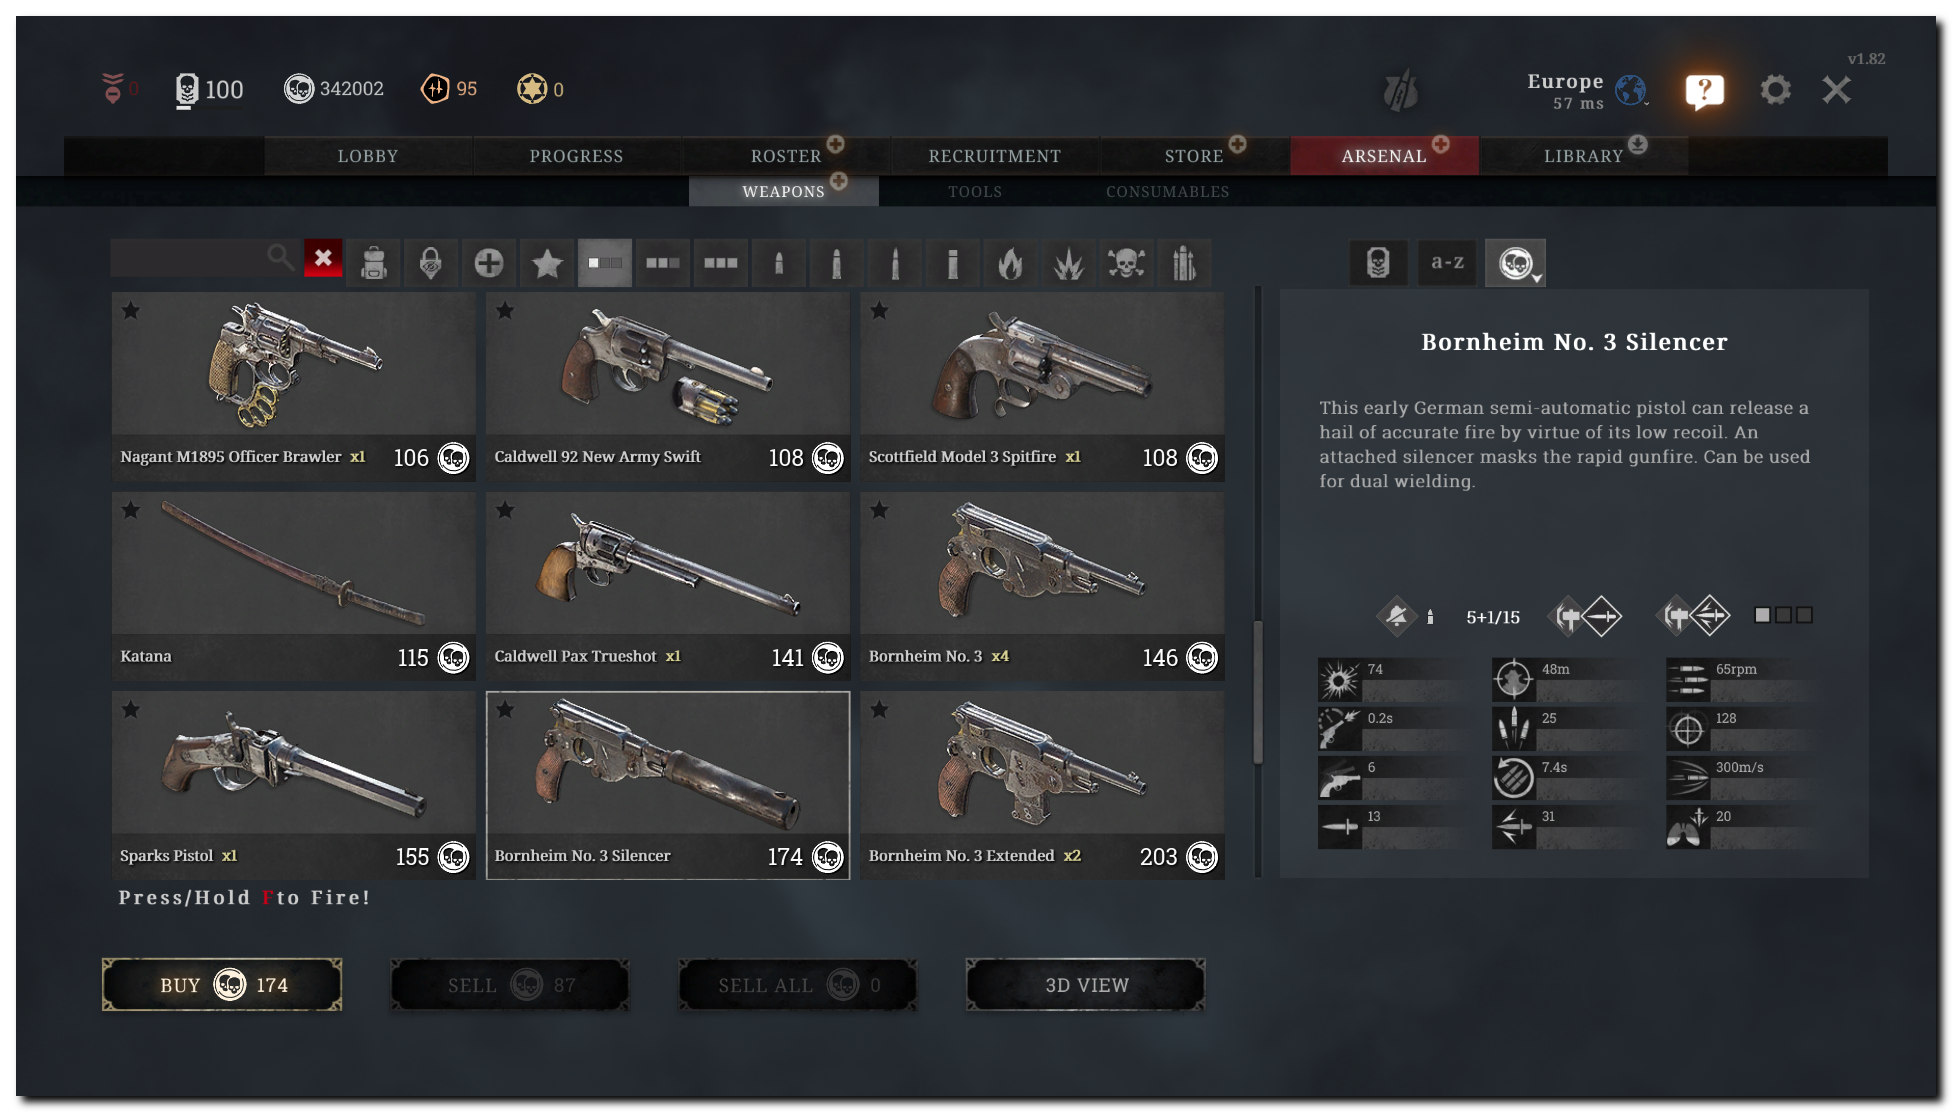 v1.82
0
100
342002
95
0
Europe
57 ms
?
LOBBY
PROGRESS
ROSTER
RECRUITMENT
STORE
ARSENAL
LIBRARY
WEAPONS
TOOLS
CONSUMABLES
a-z
Nagant M1895 Officer Brawler x1 106
Caldwell 92 New Army Swift 108
Scottfield Model 3 Spitfire x1 108
Katana 115
Caldwell Pax Trueshot x1 141
Bornheim No. 3 x4 146
Sparks Pistol x1 155
Bornheim No. 3 Silencer 174
Bornheim No. 3 Extended x2 203
Press/Hold F to Fire!
BUY 174
SELL 87
SELL ALL 0
3D VIEW
Bornheim No. 3 Silencer
This early German semi-automatic pistol can release a
hail of accurate fire by virtue of its low recoil. An
attached silencer masks the rapid gunfire. Can be used
for dual wielding.
5+1/15
74
48m
65rpm
0.2s
25
128
6
7.4s
300m/s
13
31
20